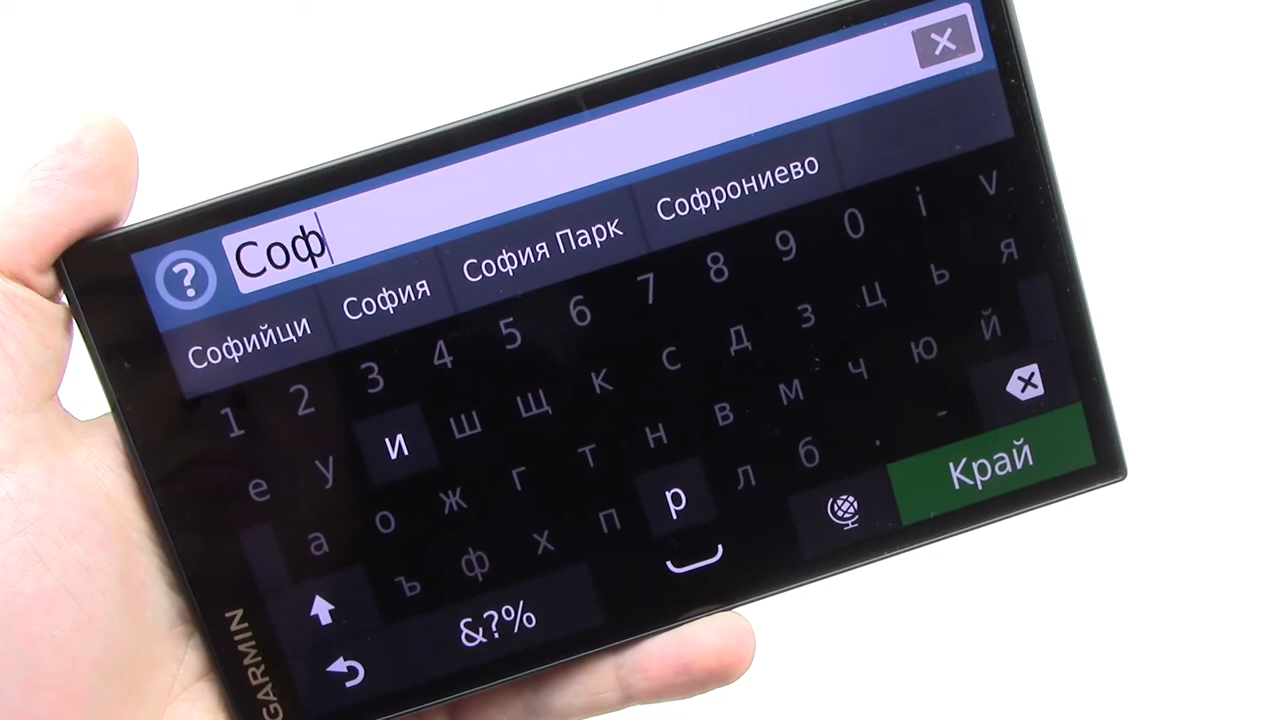 Соф
Софийци София София Парк Софрониево
1 2 3 4 5 6 7 8 9 0 і ѵ
е у и ш щ к с д з ц ь я
а о ж г т н в м ч ю й
ъ ф х п р л б . -
&?% Край
GARMIN